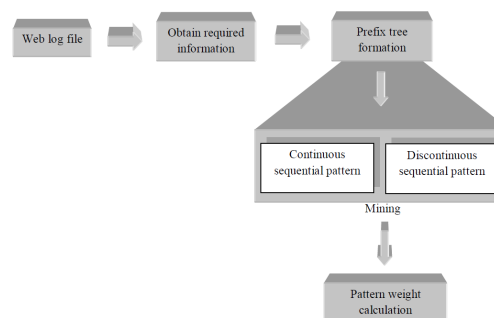 Web log file
Obtain required
information
Prefix tree
formation
Continuous
sequential pattern
Discontinuous
sequential pattern
Mining
Pattern weight
calculation